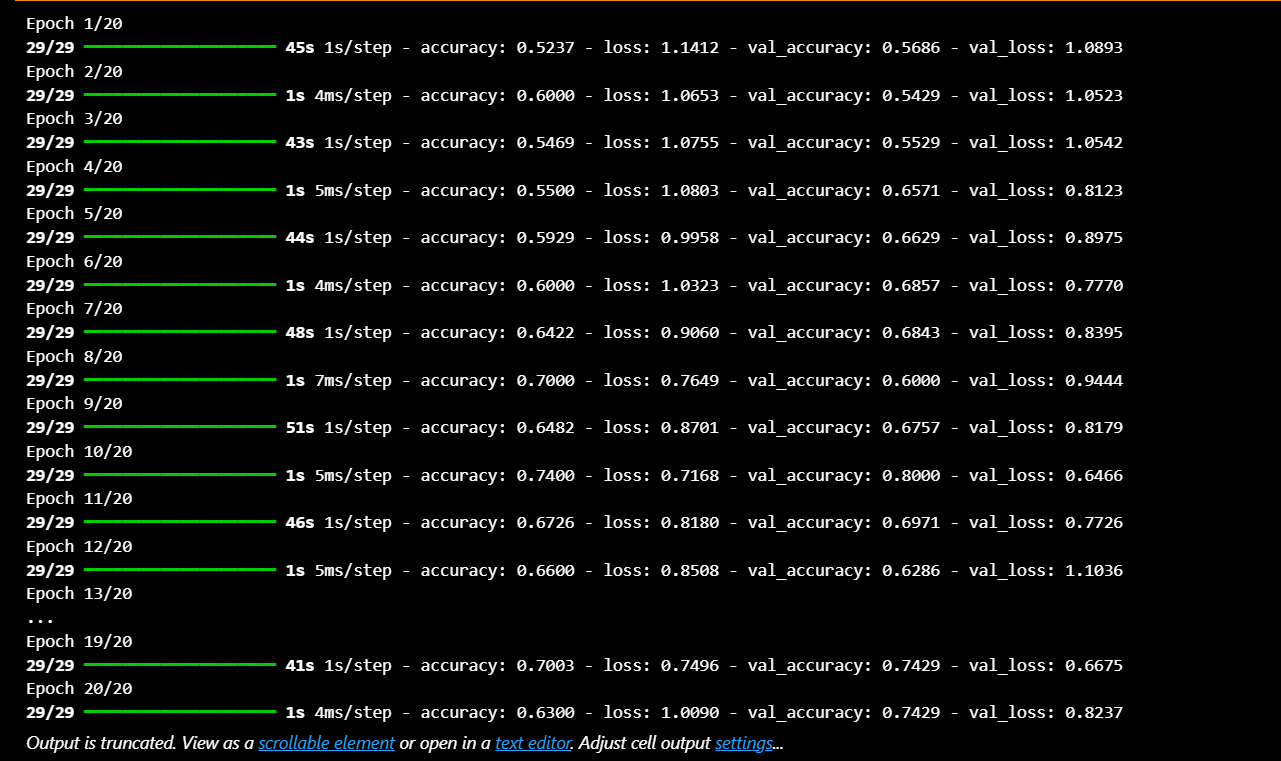 Epoch 1/20
29/29 ━━━━━━━━━━━━━━━━━━━━ 45s 1s/step - accuracy: 0.5237 - loss: 1.1412 - val_accuracy: 0.5686 - val_loss: 1.0893
Epoch 2/20
29/29 ━━━━━━━━━━━━━━━━━━━━ 1s 4ms/step - accuracy: 0.6000 - loss: 1.0653 - val_accuracy: 0.5429 - val_loss: 1.0523
Epoch 3/20
29/29 ━━━━━━━━━━━━━━━━━━━━ 43s 1s/step - accuracy: 0.5469 - loss: 1.0755 - val_accuracy: 0.5529 - val_loss: 1.0542
Epoch 4/20
29/29 ━━━━━━━━━━━━━━━━━━━━ 1s 5ms/step - accuracy: 0.5500 - loss: 1.0803 - val_accuracy: 0.6571 - val_loss: 0.8123
Epoch 5/20
29/29 ━━━━━━━━━━━━━━━━━━━━ 44s 1s/step - accuracy: 0.5929 - loss: 0.9958 - val_accuracy: 0.6629 - val_loss: 0.8975
Epoch 6/20
29/29 ━━━━━━━━━━━━━━━━━━━━ 1s 4ms/step - accuracy: 0.6000 - loss: 1.0323 - val_accuracy: 0.6857 - val_loss: 0.7770
Epoch 7/20
29/29 ━━━━━━━━━━━━━━━━━━━━ 48s 1s/step - accuracy: 0.6422 - loss: 0.9060 - val_accuracy: 0.6843 - val_loss: 0.8395
Epoch 8/20
29/29 ━━━━━━━━━━━━━━━━━━━━ 1s 7ms/step - accuracy: 0.7000 - loss: 0.7649 - val_accuracy: 0.6000 - val_loss: 0.9444
Epoch 9/20
29/29 ━━━━━━━━━━━━━━━━━━━━ 51s 1s/step - accuracy: 0.6482 - loss: 0.8701 - val_accuracy: 0.6757 - val_loss: 0.8179
Epoch 10/20
29/29 ━━━━━━━━━━━━━━━━━━━━ 1s 5ms/step - accuracy: 0.7400 - loss: 0.7168 - val_accuracy: 0.8000 - val_loss: 0.6466
Epoch 11/20
29/29 ━━━━━━━━━━━━━━━━━━━━ 46s 1s/step - accuracy: 0.6726 - loss: 0.8180 - val_accuracy: 0.6971 - val_loss: 0.7726
Epoch 12/20
29/29 ━━━━━━━━━━━━━━━━━━━━ 1s 5ms/step - accuracy: 0.6600 - loss: 0.8508 - val_accuracy: 0.6286 - val_loss: 1.1036
Epoch 13/20
...
Epoch 19/20
29/29 ━━━━━━━━━━━━━━━━━━━━ 41s 1s/step - accuracy: 0.7003 - loss: 0.7496 - val_accuracy: 0.7429 - val_loss: 0.6675
Epoch 20/20
29/29 ━━━━━━━━━━━━━━━━━━━━ 1s 4ms/step - accuracy: 0.6300 - loss: 1.0090 - val_accuracy: 0.7429 - val_loss: 0.8237
Output is truncated. View as a scrollable element or open in a text editor. Adjust cell output settings...